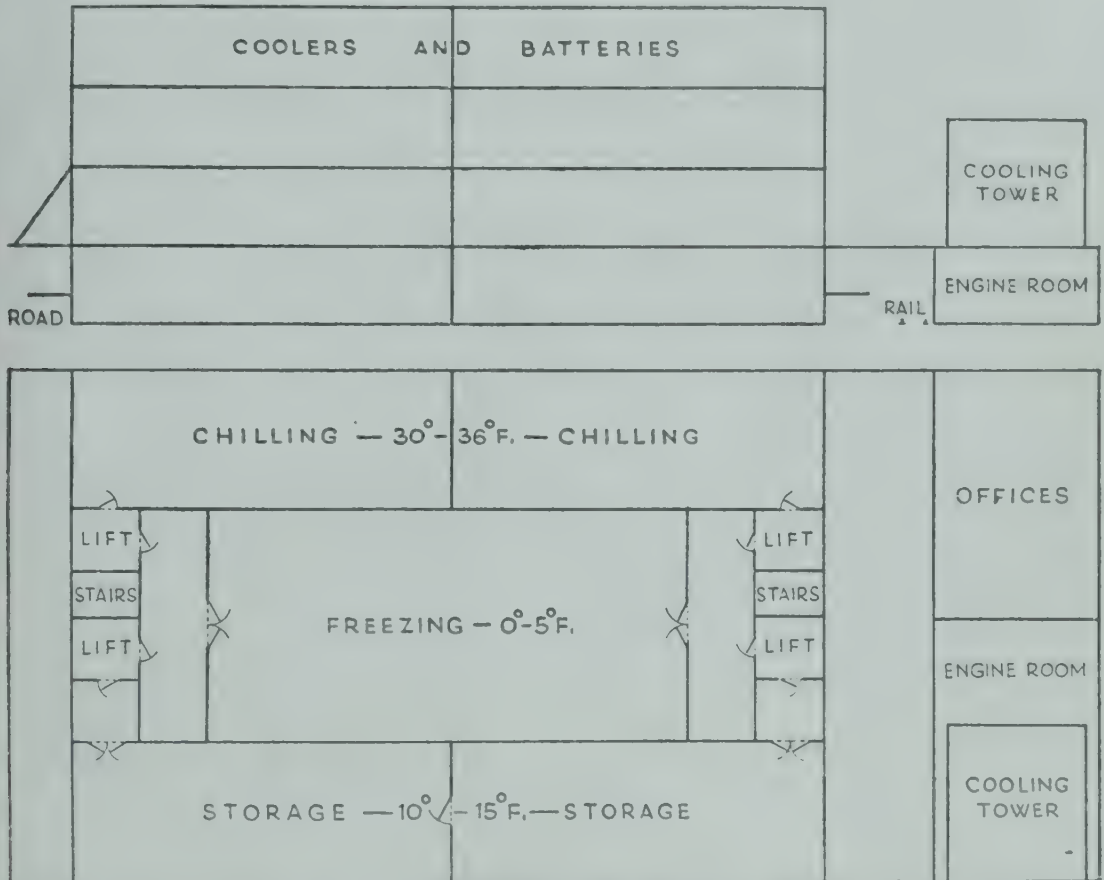 COOLERS AND BATTERIES
COOLING
TOWER
ENGINE ROOM
ROAD
RAIL
CHILLING — 30°- 36°F. — CHILLING
OFFICES
LIFT
LIFT
STAIRS
STAIRS
FREEZING — 0°-5°F.
LIFT
LIFT
ENGINE ROOM
STORAGE — 10° - 15°F. — STORAGE
COOLING
TOWER